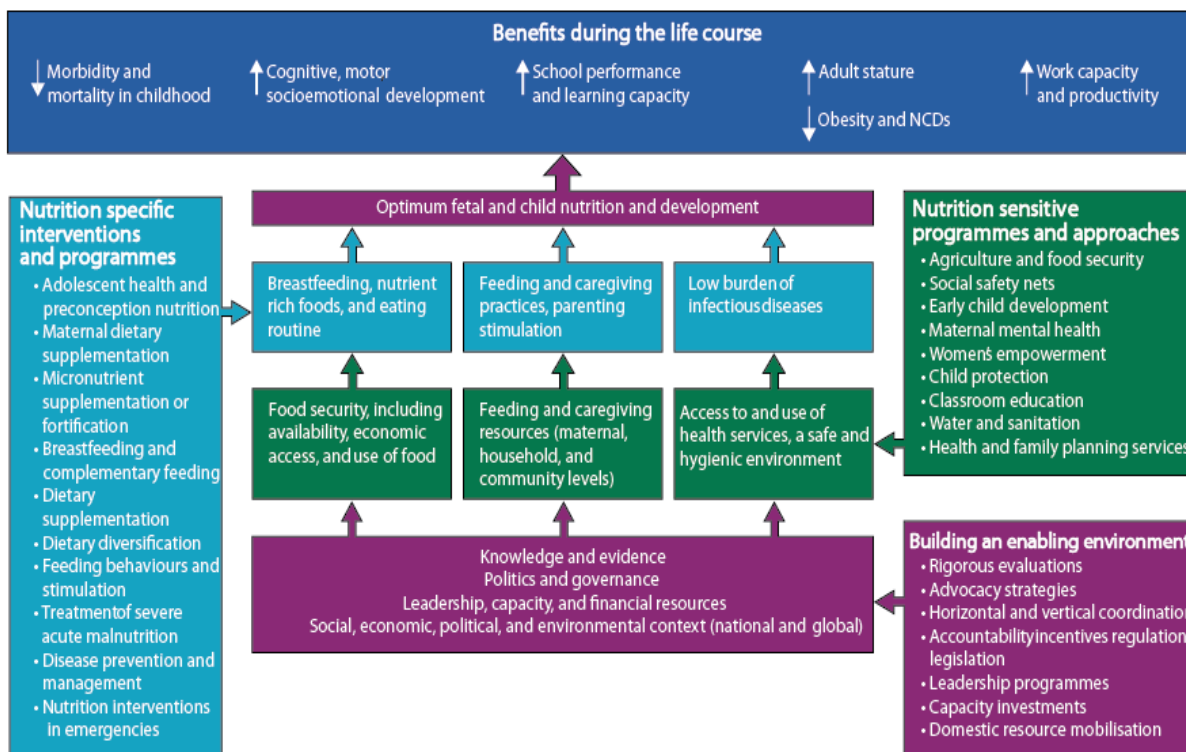 Benefits during the life course
Morbidity and
mortality in childhood
Cognitive, motor
socioemotional development
School performance
and learning capacity
Adult stature
Obesity and NCDs
Work capacity
and productivity
Optimum fetal and child nutrition and development
Nutrition specific
interventions
and programmes
• Adolescent health and
preconception nutrition
• Maternal dietary
supplementation
• Micronutrient
supplementation or
fortification
• Breastfeeding and
complementary feeding
• Dietary
supplementation
• Dietary diversification
• Feeding behaviours and
stimulation
• Treatmentof severe
acute malnutrition
• Disease prevention and
management
• Nutrition interventions
in emergencies
Breastfeeding, nutrient
rich foods, and eating
routine
Feeding and caregiving
practices, parenting
stimulation
Low burden of
infectious diseases
Food security, including
availability, economic
access, and use of food
Feeding and caregiving
resources (maternal,
household, and
community levels)
Access to and use of
health services, a safe and
hygienic environment
Knowledge and evidence
Politics and governance
Leadership, capacity, and financial resources
Social, economic, political, and environmental context (national and global)
Nutrition sensitive
programmes and approaches
• Agriculture and food security
• Social safety nets
• Early child development
• Maternal mental health
• Women's empowerment
• Child protection
• Classroom education
• Water and sanitation
• Health and family planning services
Building an enabling environment
• Rigorous evaluations
• Advocacy strategies
• Horizontal and vertical coordination
• Accountability incentives regulation
legislation
• Leadership programmes
• Capacity investments
• Domestic resource mobilisation